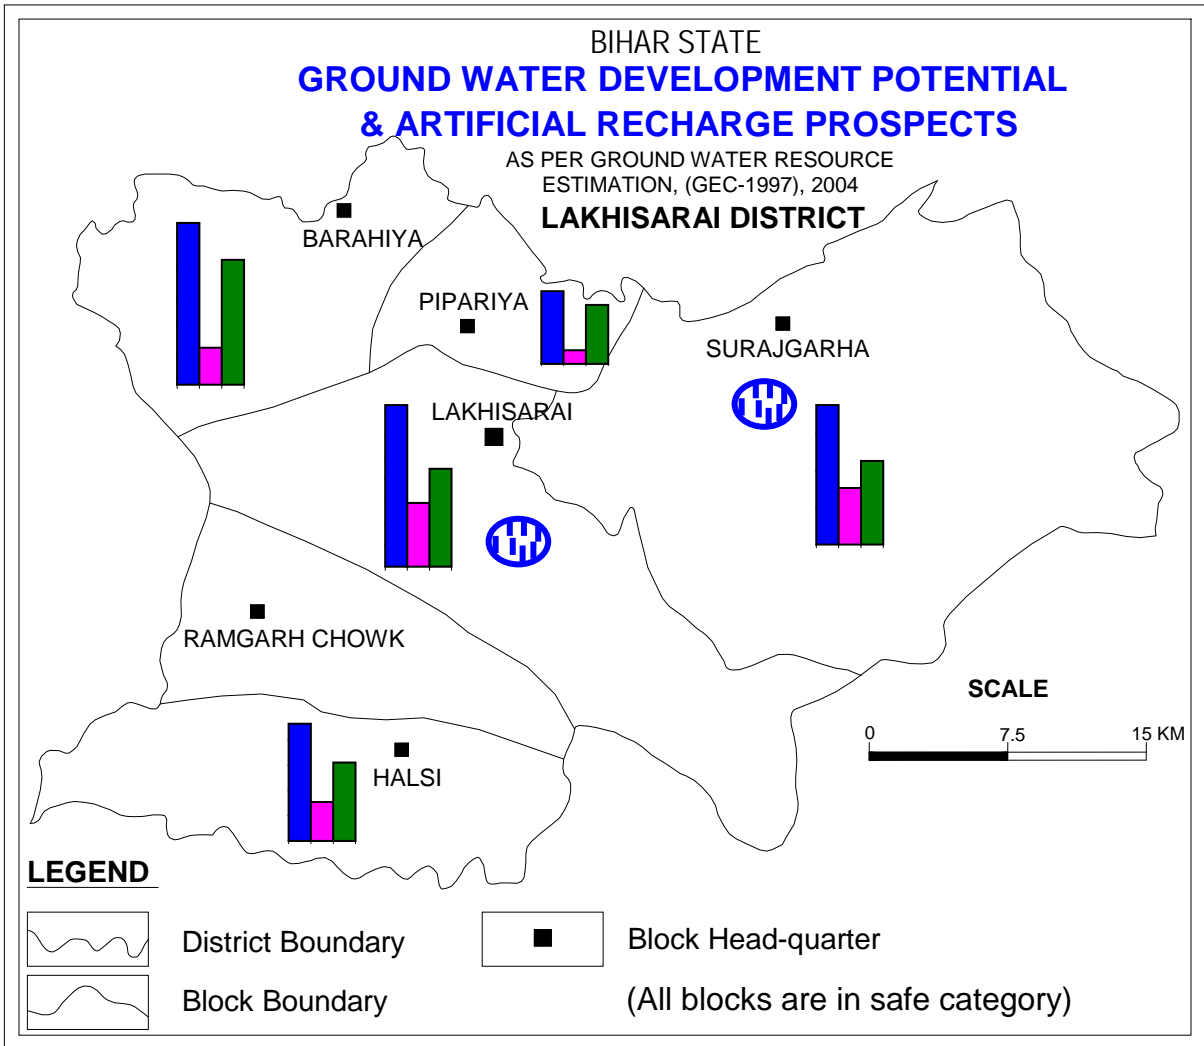 BIHAR STATE
GROUND WATER DEVELOPMENT POTENTIAL
& ARTIFICIAL RECHARGE PROSPECTS
AS PER GROUND WATER RESOURCE
ESTIMATION, (GEC-1997), 2004
LAKHISARAI DISTRICT
BARAHIYA
PIPARIYA
SURAJGARHA
LAKHISARAI
RAMGARH CHOWK
HALSI
SCALE
0 7.5 15 KM
LEGEND
District Boundary
Block Head-quarter
Block Boundary
(All blocks are in safe category)